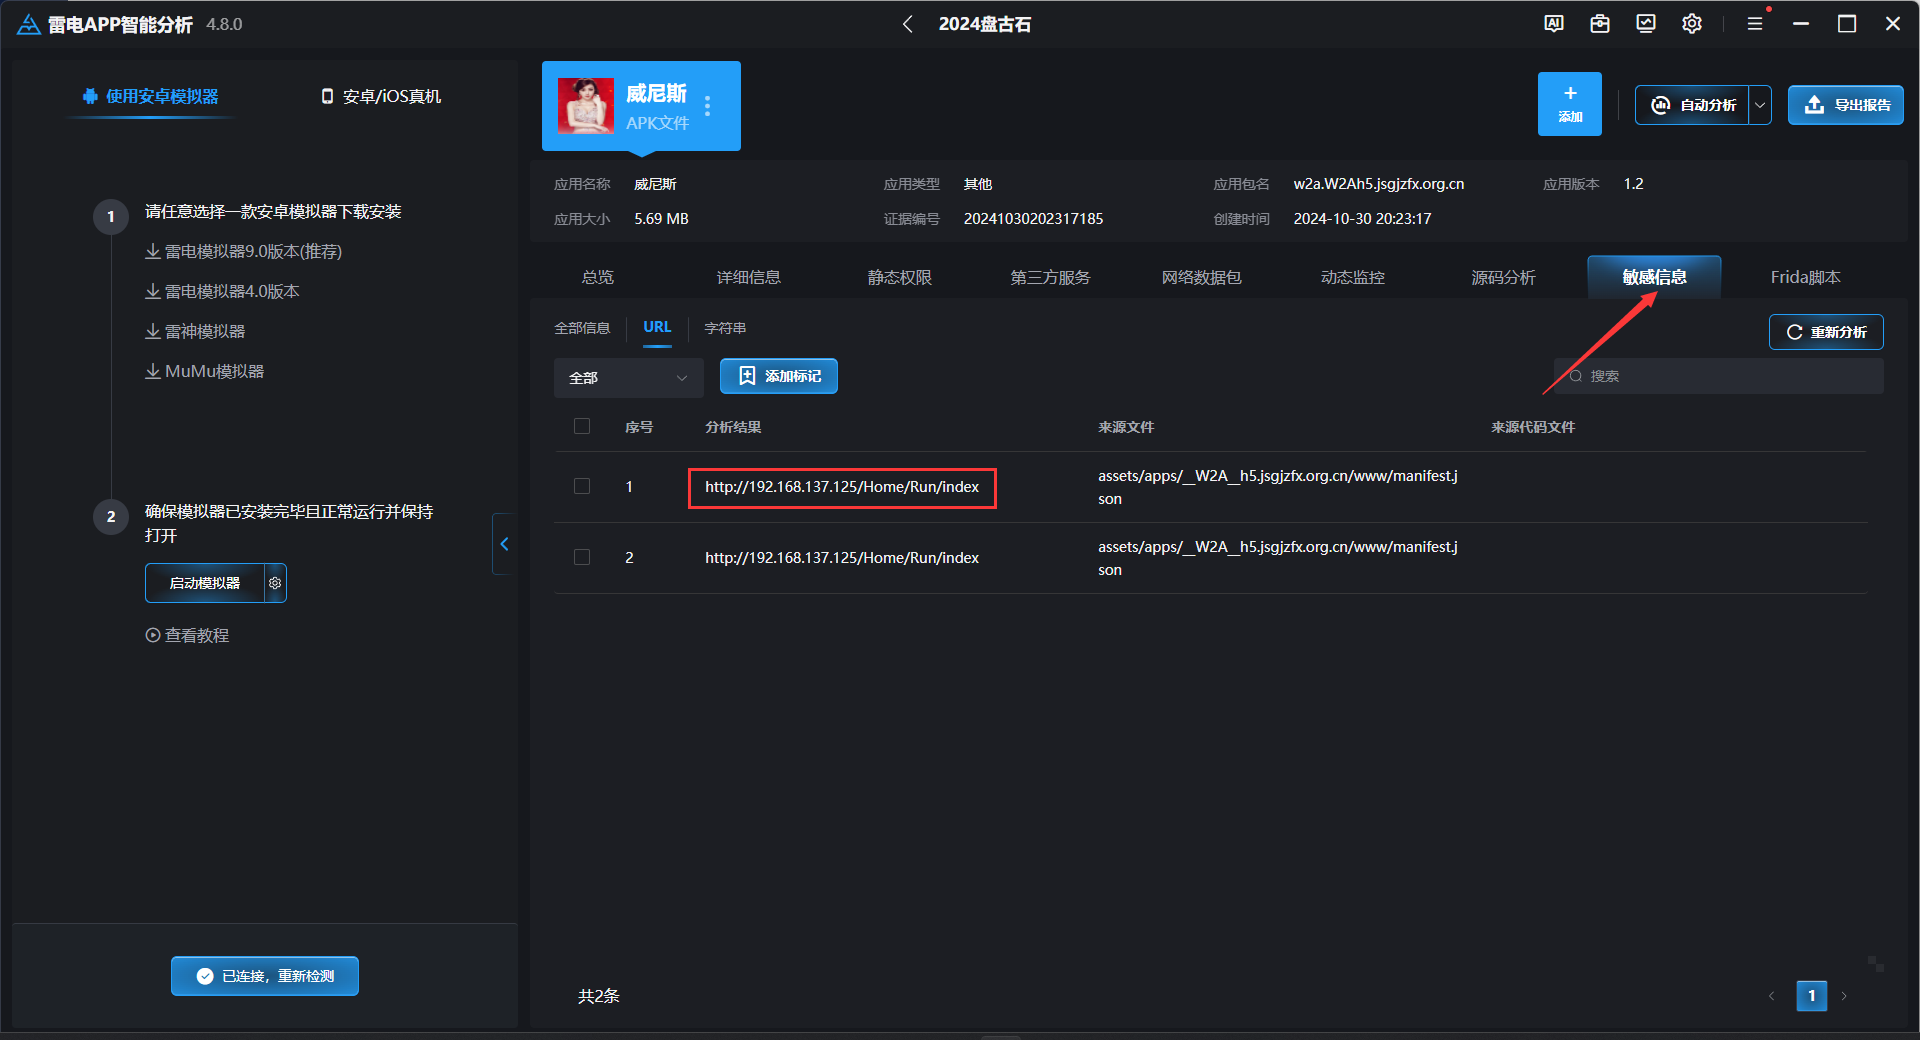 雷电APP智能分析 4.8.0
2024盘古石
使用安卓模拟器
安卓/iOS真机
1
请任意选择一款安卓模拟器下载安装
雷电模拟器9.0版本(推荐)
雷电模拟器4.0版本
雷神模拟器
MuMu模拟器
2
确保模拟器已安装完毕且正常运行并保持
打开
启动模拟器
查看教程
已连接，重新检测
威尼斯
APK文件
添加
自动分析
导出报告
应用名称 威尼斯 应用类型 其他 应用包名 w2a.W2Ah5.jsgjzfx.org.cn 应用版本 1.2
应用大小 5.69 MB 证据编号 20241030202317185 创建时间 2024-10-30 20:23:17
总览 详细信息 静态权限 第三方服务 网络数据包 动态监控 源码分析 敏感信息 Frida脚本
全部信息 URL 字符串
重新分析
全部
添加标记
搜索
序号 分析结果 来源文件 来源代码文件
1 http://192.168.137.125/Home/Run/index assets/apps/__W2A__h5.jsgjzfx.org.cn/www/manifest.j
son
2 http://192.168.137.125/Home/Run/index assets/apps/__W2A__h5.jsgjzfx.org.cn/www/manifest.j
son
共2条
1